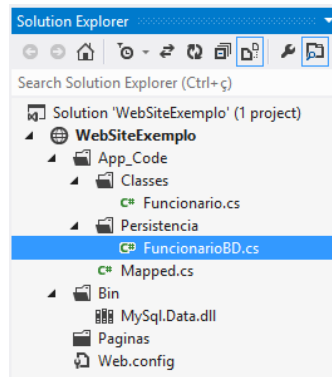 Solution Explorer
Search Solution Explorer (Ctrl+ç)
Solution 'WebSiteExemplo' (1 project)
WebSiteExemplo
App_Code
Classes
C# Funcionario.cs
Persistencia
C# FuncionarioBD.cs
C# Mapped.cs
Bin
MySql.Data.dll
Paginas
Web.config